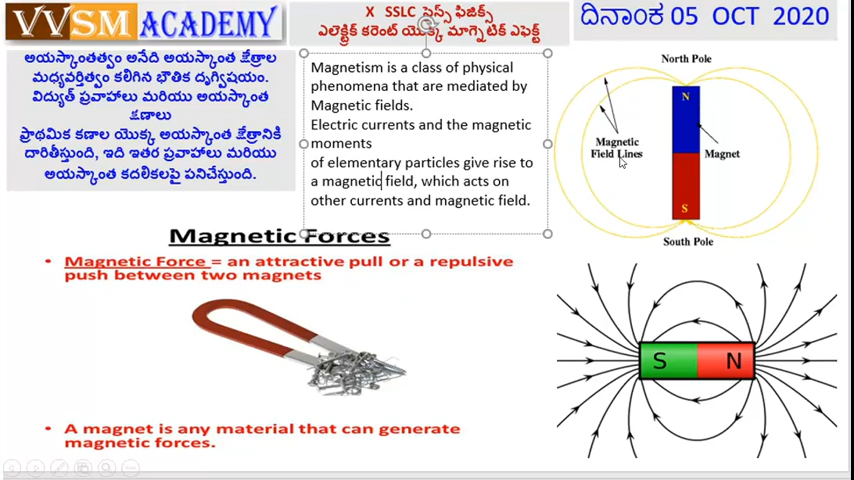 VVSM ACADEMY
X SSLC సైన్స్ ఫిజిక్స్
ఎలెక్ట్రిక్ కరెంట్ యొక్క మాగ్నెటిక్ ఎఫెక్ట్
ದಿನಾಂಕ 05 OCT 2020
అయస్కాంతత్వం అనేది అయస్కాంత క్షేత్రాల
మధ్యవర్తిత్వం కలిగిన భౌతిక దృగ్విషయం.
విద్యుత్ ప్రవాహాలు మరియు అయస్కాంత
క్షణాలు
ప్రాథమిక కణాల యొక్క అయస్కాంత క్షేత్రానికి
దారితీస్తుంది, ఇది ఇతర ప్రవాహాలు మరియు
అయస్కాంత కదలికలపై పనిచేస్తుంది.
Magnetism is a class of physical
phenomena that are mediated by
Magnetic fields.
Electric currents and the magnetic
moments
of elementary particles give rise to
a magnetic field, which acts on
other currents and magnetic field.
North Pole
N
Magnetic
Field Lines
Magnet
S
South Pole
Magnetic Forces
• Magnetic Force = an attractive pull or a repulsive
push between two magnets
S N
• A magnet is any material that can generate
magnetic forces.